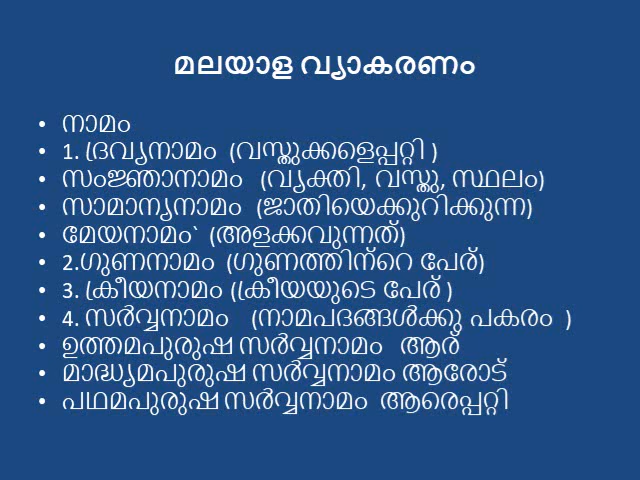 മലയാള വ്യാകരണം
• നാമം
• 1. ദ്രവ്യനാമം (വസ്തുക്കളെപ്പറ്റി )
• സംജ്ഞാനാമം (വ്യക്തി, വസ്തു, സ്ഥലം)
• സാമാന്യനാമം (ജാതിയെക്കുറിക്കുന്ന)
• മേയനാമം` (അളക്കവുന്നത്)
• 2.ഗുണനാമം (ഗുണത്തിന്റെ പേര്)
• 3. ക്രീയനാമം (ക്രീയയുടെ പേര് )
• 4. സർവ്വനാമം (നാമപദങ്ങൾക്കു പകരം )
• ഉത്തമപുരുഷ സർവ്വനാമം ആര്
• മാദ്ധ്യമപുരുഷ സർവ്വനാമം ആരോട്
• പഥമപുരുഷ സർവ്വനാമം ആരെപ്പറ്റി